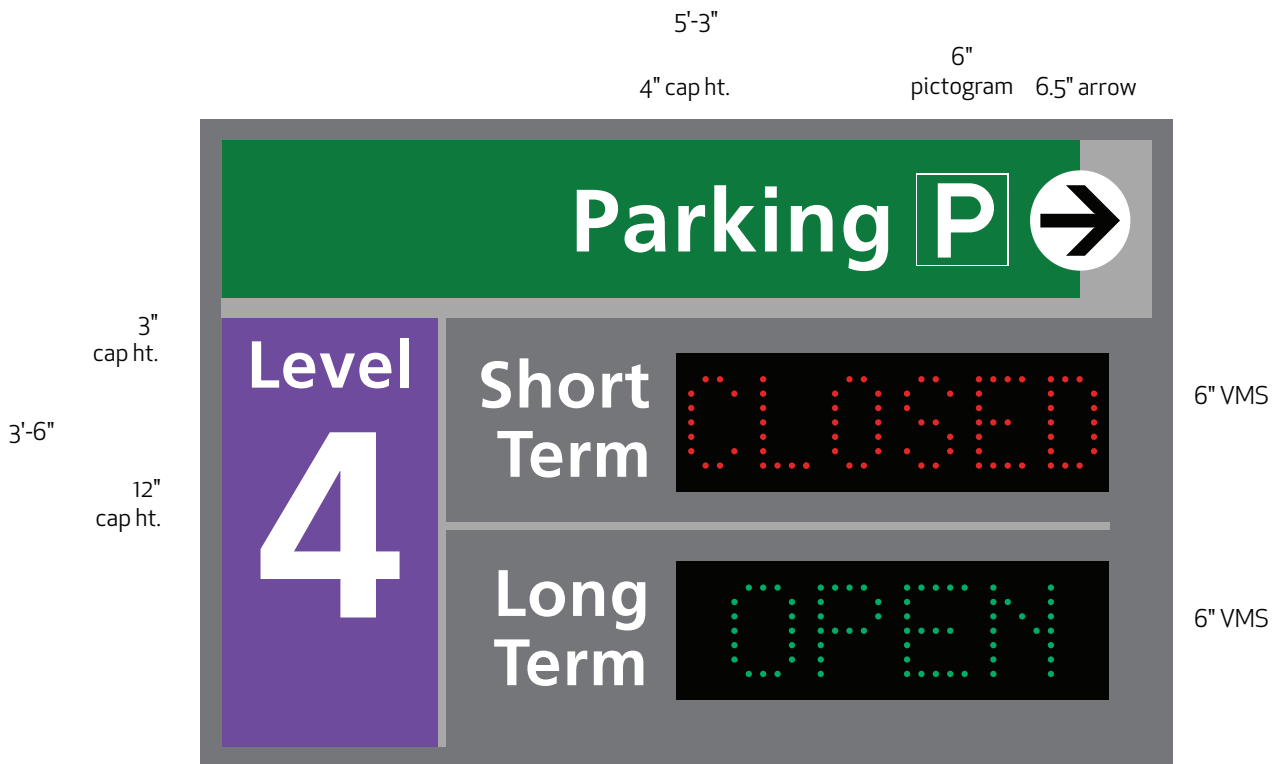 5'-3"
4" cap ht.
6"
pictogram
6.5" arrow
Parking P
3"
cap ht.
3'-6"
12"
cap ht.
Level
4
Short
Term
CLOSED
6" VMS
Long
Term
OPEN
6" VMS